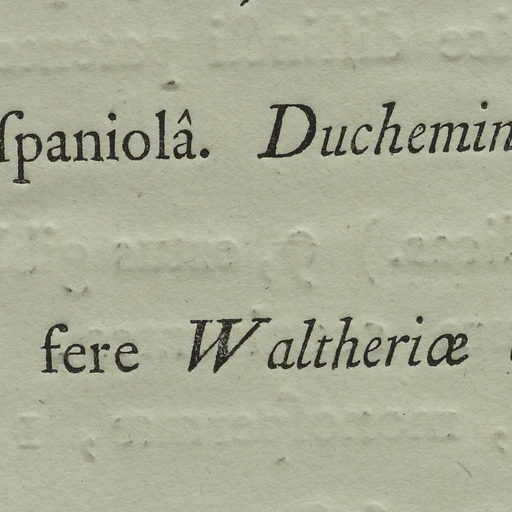 ſpaniolâ. Duchemin
fere Waltheriæ